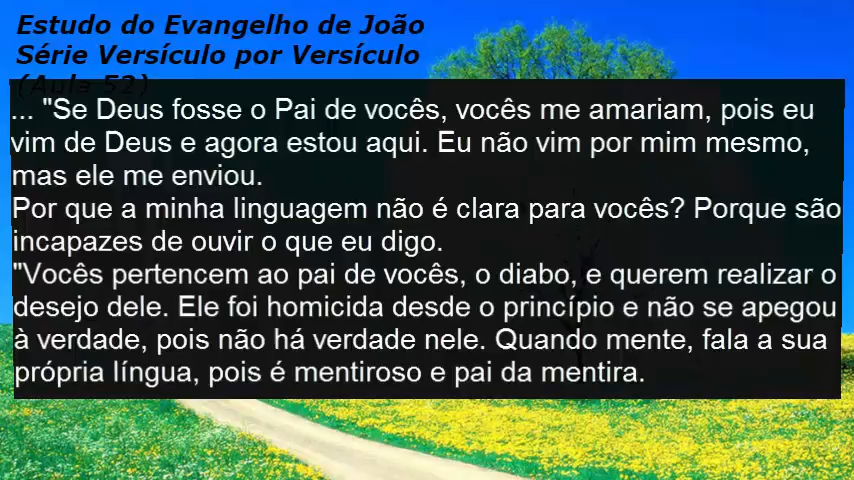 Estudo do Evangelho de João
Série Versículo por Versículo
(Aula 52)
... "Se Deus fosse o Pai de vocês, vocês me amariam, pois eu
vim de Deus e agora estou aqui. Eu não vim por mim mesmo,
mas ele me enviou.
Por que a minha linguagem não é clara para vocês? Porque são
incapazes de ouvir o que eu digo.
"Vocês pertencem ao pai de vocês, o diabo, e querem realizar o
desejo dele. Ele foi homicida desde o princípio e não se apegou
à verdade, pois não há verdade nele. Quando mente, fala a sua
própria língua, pois é mentiroso e pai da mentira.